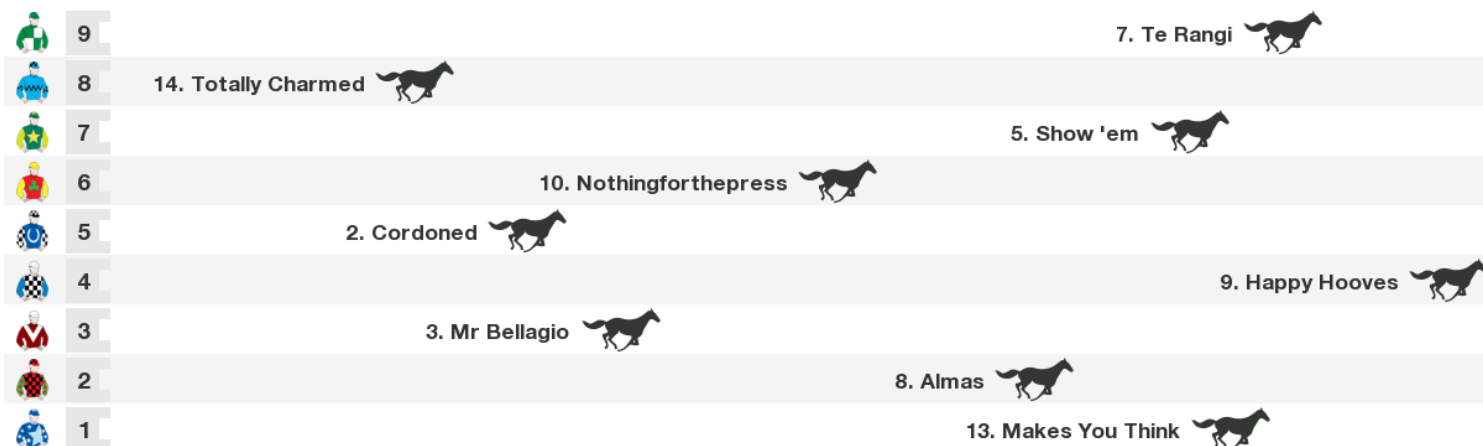 9 7. Te Rangi
8 14. Totally Charmed
7 5. Show 'em
6 10. Nothingforthepress
5 2. Cordoned
4 9. Happy Hooves
3 3. Mr Bellagio
2 8. Almas
1 13. Makes You Think